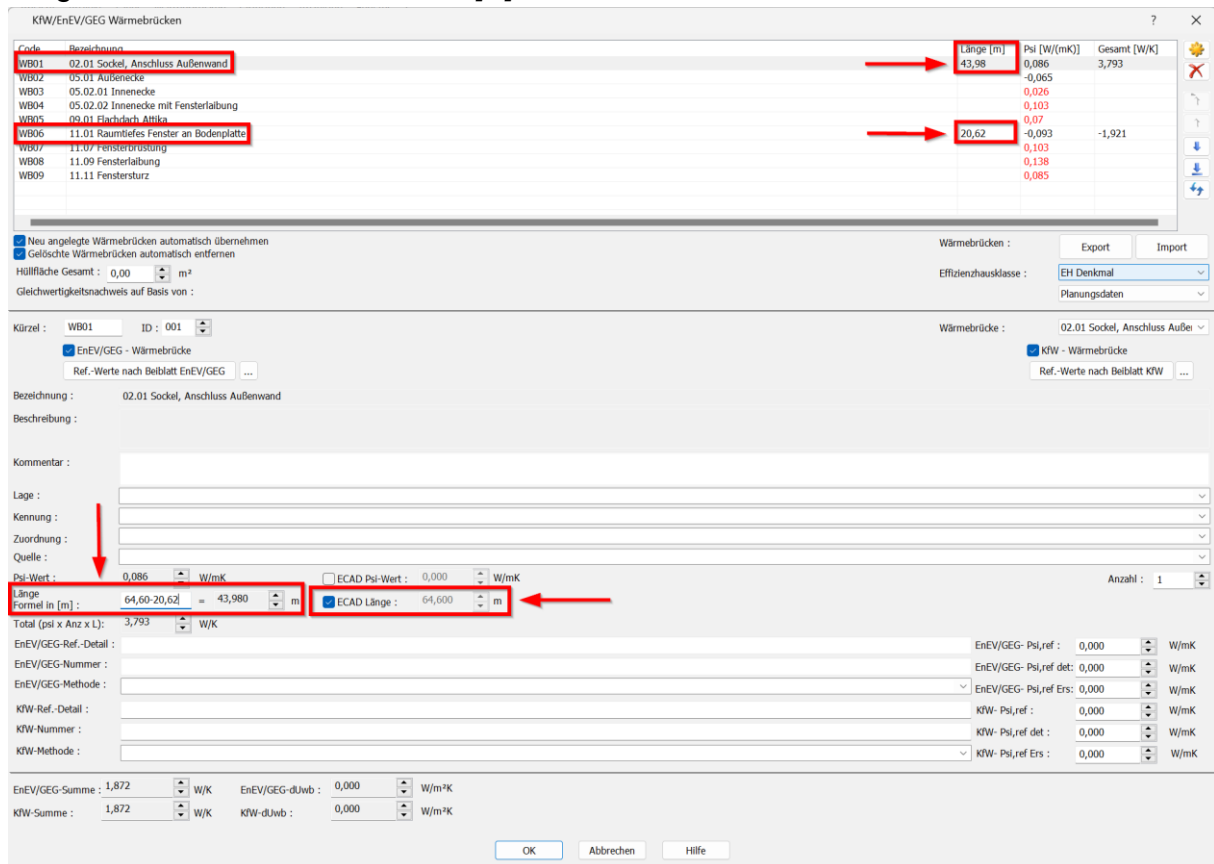 KfW/EnEV/GEG Wärmebrücken ?
Code Bezeichnung Länge [m] Psi [W/(mK)] Gesamt [W/K]
WB01 02.01 Sockel, Anschluss Außenwand 43,98 0,086 3,793
WB02 05.01 Außenecke -0,065
WB03 05.02.01 Innenecke 0,026
WB04 05.02.02 Innenecke mit Fensterlaibung 0,103
WB05 09.01 Flachdach Attika 0,07
WB06 11.01 Raumtiefes Fenster an Bodenplatte 20,62 -0,093 -1,921
WB07 11.07 Fensterbrüstung 0,103
WB08 11.09 Fensterlaibung 0,138
WB09 11.11 Fenstersturz 0,085
Neu angelegte Wärmebrücken automatisch übernehmen Wärmebrücken : Export Import
Gelöschte Wärmebrücken automatisch entfernen
Hüllfläche Gesamt : 0,00 m² Effizienzhausklasse : EH Denkmal
Gleichwertigkeitsnachweis auf Basis von : Planungsdaten
Kürzel : WB01 ID : 001 Wärmebrücke : 02.01 Sockel, Anschluss Außer
EnEV/GEG - Wärmebrücke KfW - Wärmebrücke
Ref.-Werte nach Beiblatt EnEV/GEG ... Ref.-Werte nach Beiblatt KfW ...
Bezeichnung : 02.01 Sockel, Anschluss Außenwand
Beschreibung :
Kommentar :
Lage :
Kennung :
Zuordnung :
Quelle :
Psi-Wert : 0,086 W/mK ECAD Psi-Wert : 0,000 W/mK Anzahl : 1
Länge
Formel in [m] : 64,60-20,62 = 43,980 m ECAD Länge : 64,600 m
Total (psi x Anz x L): 3,793 W/K
EnEV/GEG-Ref.-Detail : EnEV/GEG- Psi,ref : 0,000 W/mK
EnEV/GEG-Nummer : EnEV/GEG- Psi,ref det: 0,000 W/mK
EnEV/GEG-Methode : EnEV/GEG- Psi,ref Ers: 0,000 W/mK
KfW-Ref.-Detail : KfW- Psi,ref : 0,000 W/mK
KfW-Nummer : KfW- Psi,ref det : 0,000 W/mK
KfW-Methode : KfW- Psi,ref Ers : 0,000 W/mK
EnEV/GEG-Summe : 1,872 W/K EnEV/GEG-dUwb : 0,000 W/m²K
KfW-Summe : 1,872 W/K KfW-dUwb : 0,000 W/m²K
OK Abbrechen Hilfe